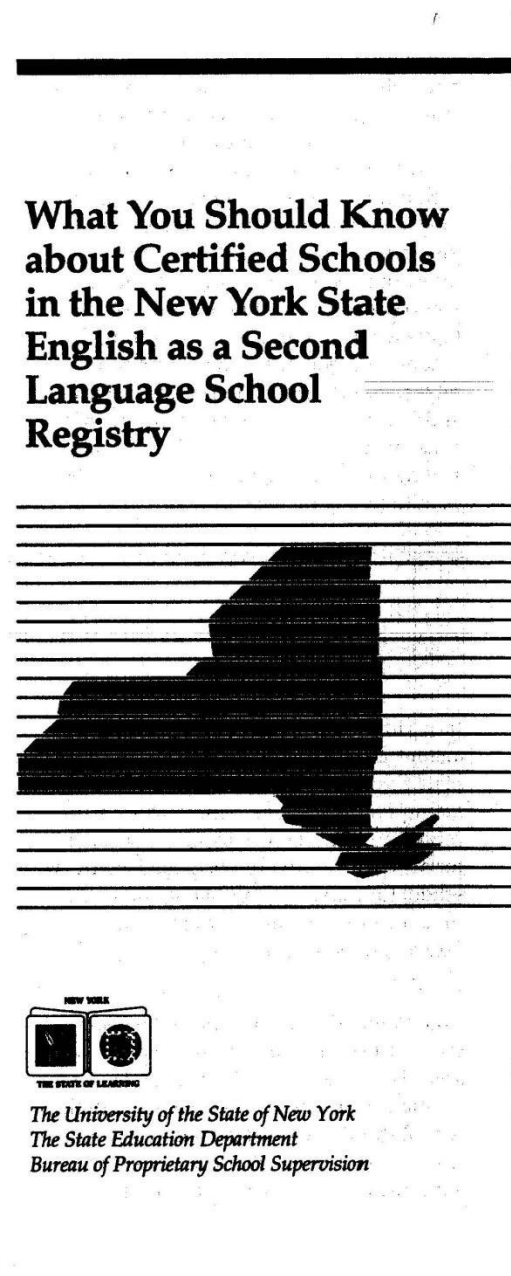 What You Should Know
about Certified Schools
in the New York State
English as a Second
Language School
Registry
NEW YORK
THE STATE OF LEARNING
The University of the State of New York
The State Education Department
Bureau of Proprietary School Supervision